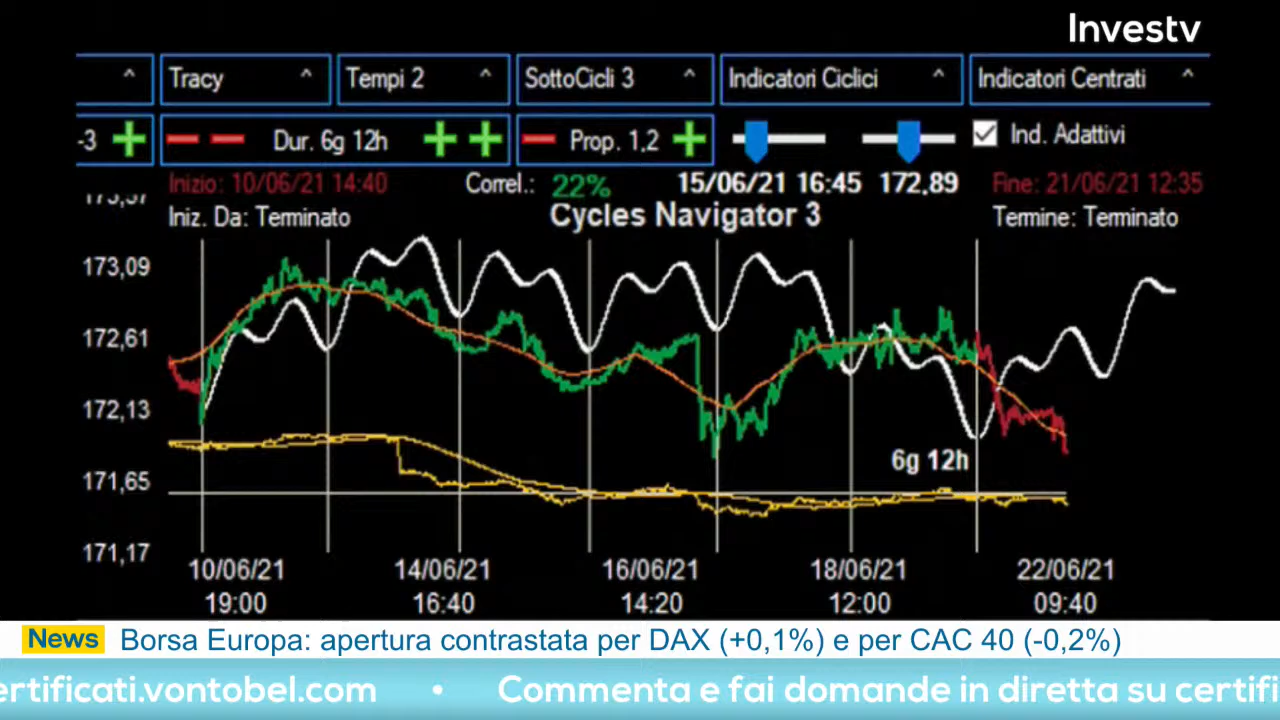 Investv
Tracy ^ Tempi 2 ^ SottoCicli 3 ^ Indicatori Ciclici ^ Indicatori Centrati ^
-3 Dur. 6g 12h Prop. 1,2 Ind. Adattivi
Inizio: 10/06/21 14:40 Correl.: 22% 15/06/21 16:45 172,89 Fine: 21/06/21 12:35
Iniz. Da: Terminato Cycles Navigator 3 Termine: Terminato
173,57
173,09
172,61
172,13
171,65
171,17
6g 12h
10/06/21 14/06/21 16/06/21 18/06/21 22/06/21
19:00 16:40 14:20 12:00 09:40
News Borsa Europa: apertura contrastata per DAX (+0,1%) e per CAC 40 (-0,2%)
ertificati.vontobel.com • Commenta e fai domande in diretta su certifi